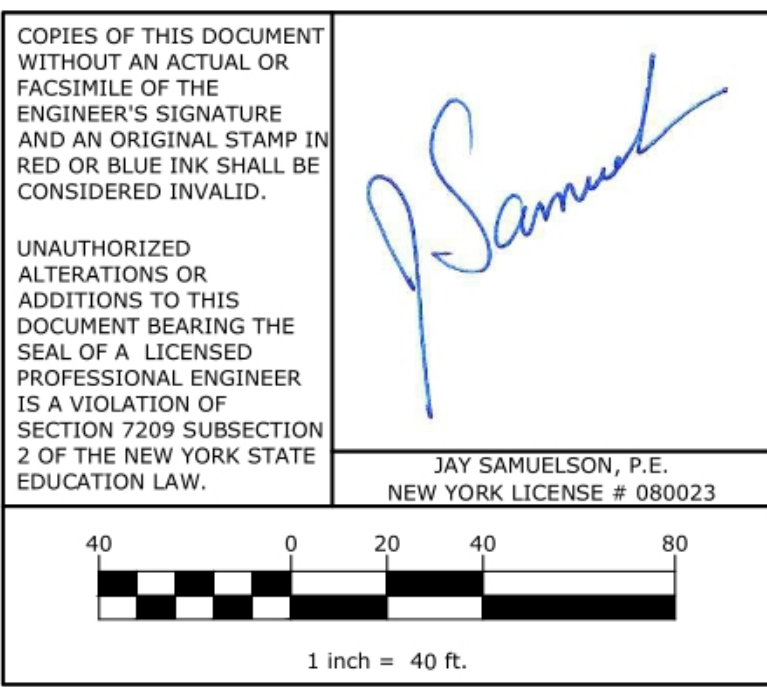 COPIES OF THIS DOCUMENT
WITHOUT AN ACTUAL OR
FACSIMILE OF THE
ENGINEER'S SIGNATURE
AND AN ORIGINAL STAMP IN
RED OR BLUE INK SHALL BE
CONSIDERED INVALID.
UNAUTHORIZED
ALTERATIONS OR
ADDITIONS TO THIS
DOCUMENT BEARING THE
SEAL OF A LICENSED
PROFESSIONAL ENGINEER
IS A VIOLATION OF
SECTION 7209 SUBSECTION
2 OF THE NEW YORK STATE
EDUCATION LAW.
J Samuel
JAY SAMUELSON, P.E.
NEW YORK LICENSE # 080023
40 0 20 40 80
1 inch = 40 ft.